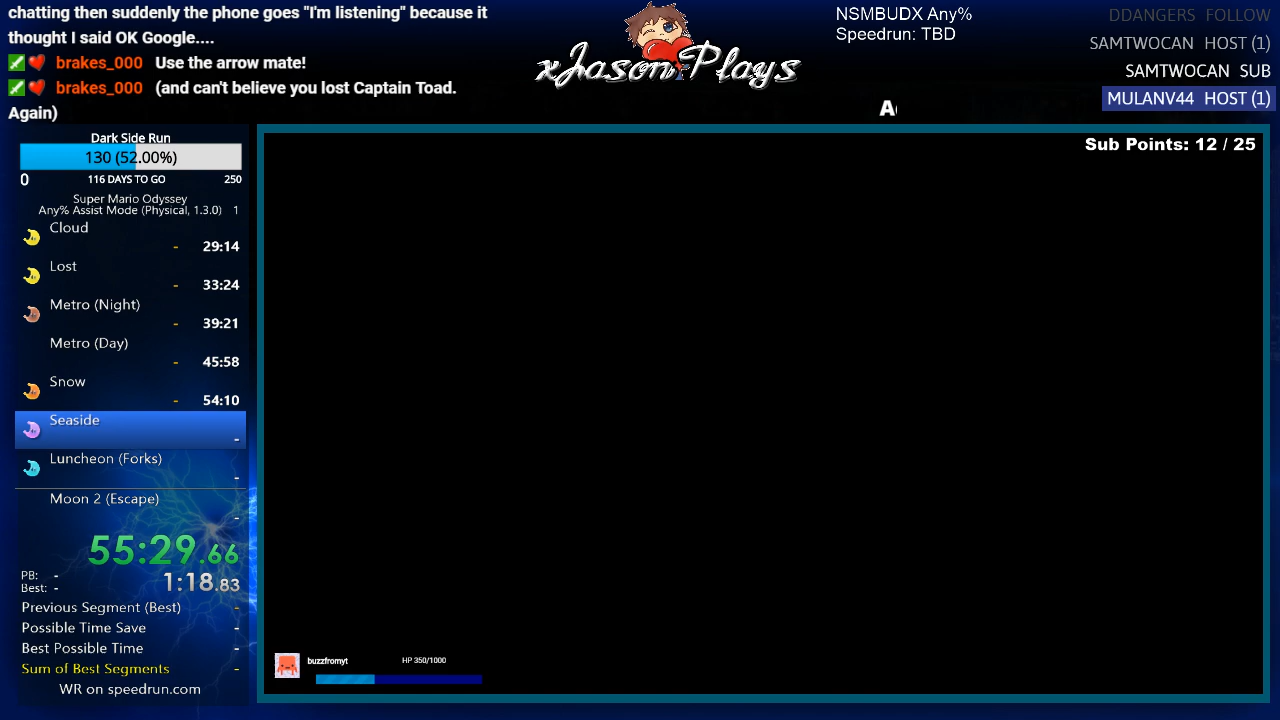 chatting then suddenly the phone goes "I'm listening" because it
thought I said OK Google....
brakes_000 Use the arrow mate!
brakes_000 (and can't believe you lost Captain Toad.
Again)
xJasonPlays
NSMBUDX Any%
Speedrun: TBD
DDANGERS FOLLOW
SAMTWOCAN HOST (1)
SAMTWOCAN SUB
MULANV44 HOST (1)
Dark Side Run
130 (52.00%)
0 116 DAYS TO GO 250
Super Mario Odyssey
Any% Assist Mode (Physical, 1.3.0) 1
Cloud
- 29:14
Lost
- 33:24
Metro (Night)
- 39:21
Metro (Day)
- 45:58
Snow
- 54:10
Seaside
-
Luncheon (Forks)
-
Moon 2 (Escape)
-
55:29.66
PB: -
Best: -
1:18.83
Previous Segment (Best) -
Possible Time Save -
Best Possible Time -
Sum of Best Segments -
WR on speedrun.com
Sub Points: 12 / 25
buzzfromyt HP 350/1000